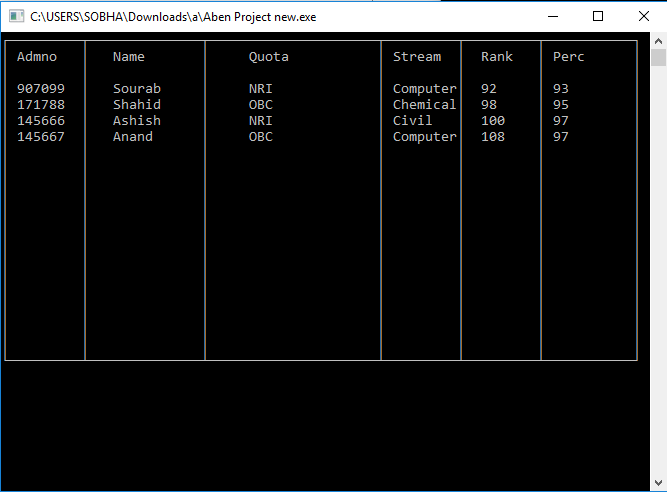 C:\USERS\SOBHA\Downloads\a\Aben Project new.exe
Admno Name Quota Stream Rank Perc
907099 Sourab NRI Computer 92 93
171788 Shahid OBC Chemical 98 95
145666 Ashish NRI Civil 100 97
145667 Anand OBC Computer 108 97